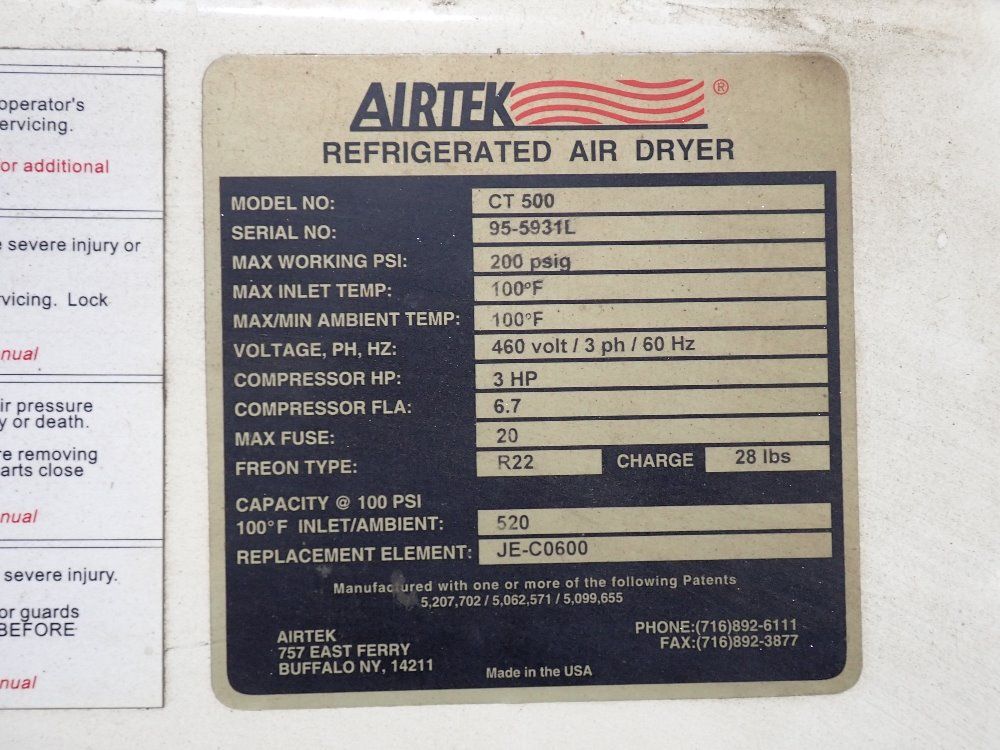 operator's
ervicing.
or additional
severe injury or
rvicing. Lock
nual
ir pressure
y or death.
re removing
arts close
nual
severe injury.
or guards
BEFORE
nual
AIRTEK ®
REFRIGERATED AIR DRYER
MODEL NO: CT 500
SERIAL NO: 95-5931L
MAX WORKING PSI: 200 psig
MAX INLET TEMP: 100°F
MAX/MIN AMBIENT TEMP: 100°F
VOLTAGE, PH, HZ: 460 volt / 3 ph / 60 Hz
COMPRESSOR HP: 3 HP
COMPRESSOR FLA: 6.7
MAX FUSE: 20
FREON TYPE: R22 CHARGE 28 lbs
CAPACITY @ 100 PSI
100°F INLET/AMBIENT: 520
REPLACEMENT ELEMENT: JE-C0600
Manufactured with one or more of the following Patents
5,207,702 / 5,062,571 / 5,099,655
AIRTEK
757 EAST FERRY
BUFFALO NY, 14211
Made in the USA
PHONE:(716)892-6111
FAX:(716)892-3877